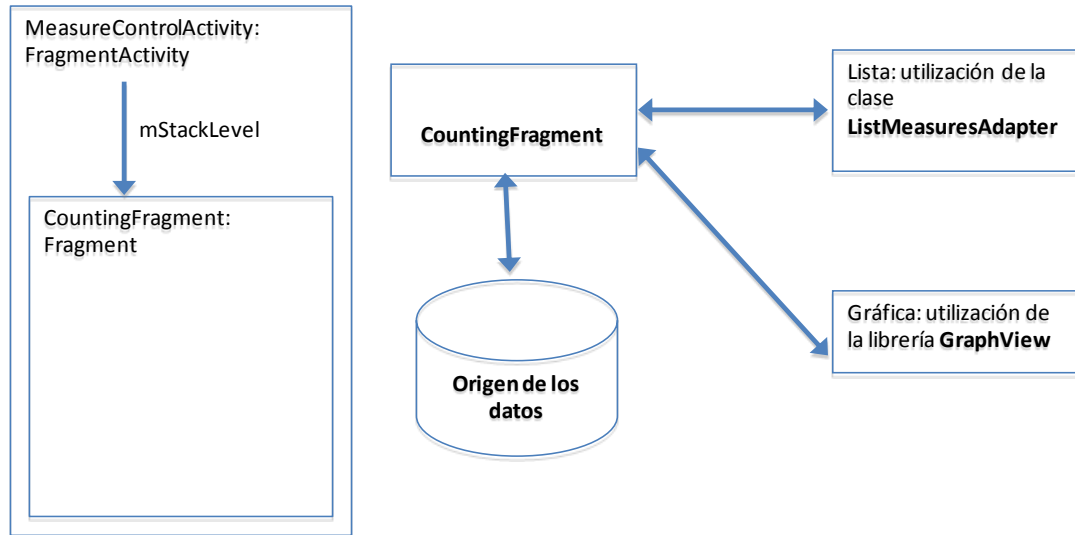 MeasureControlActivity:
FragmentActivity
mStackLevel
CountingFragment:
Fragment
CountingFragment
Origen de los
datos
Lista: utilización de la
clase
ListMeasuresAdapter
Gráfica: utilización de
la librería GraphView